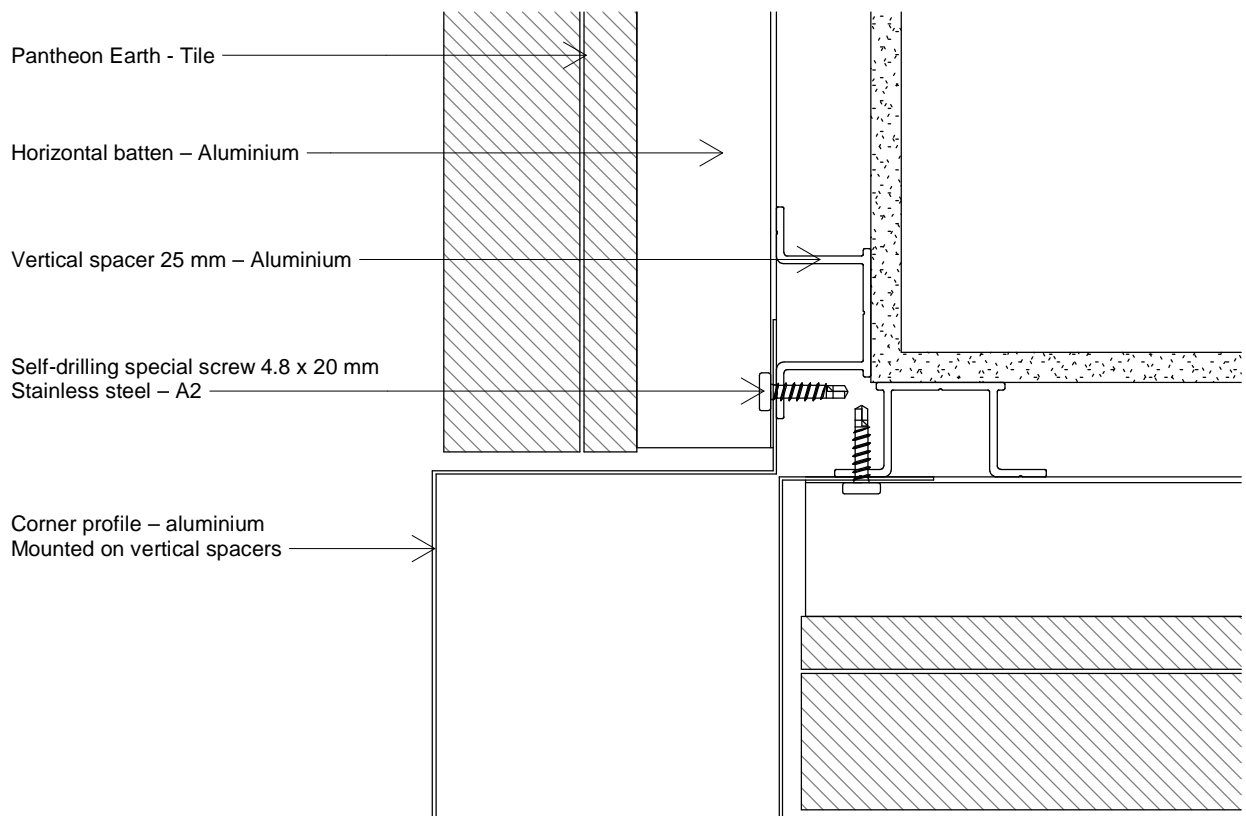 Pantheon Earth - Tile
Horizontal batten – Aluminium
Vertical spacer 25 mm – Aluminium
Self-drilling special screw 4.8 x 20 mm
Stainless steel – A2
Corner profile – aluminium
Mounted on vertical spacers